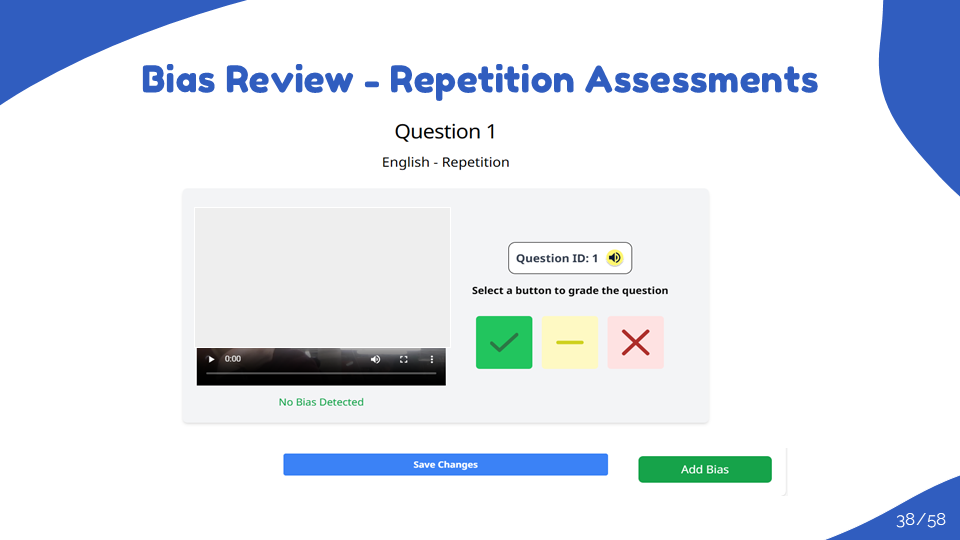 Bias Review - Repetition Assessments
Question 1
English - Repetition
Question ID: 1
Select a button to grade the question
0:00
No Bias Detected
Save Changes
Add Bias
38/58